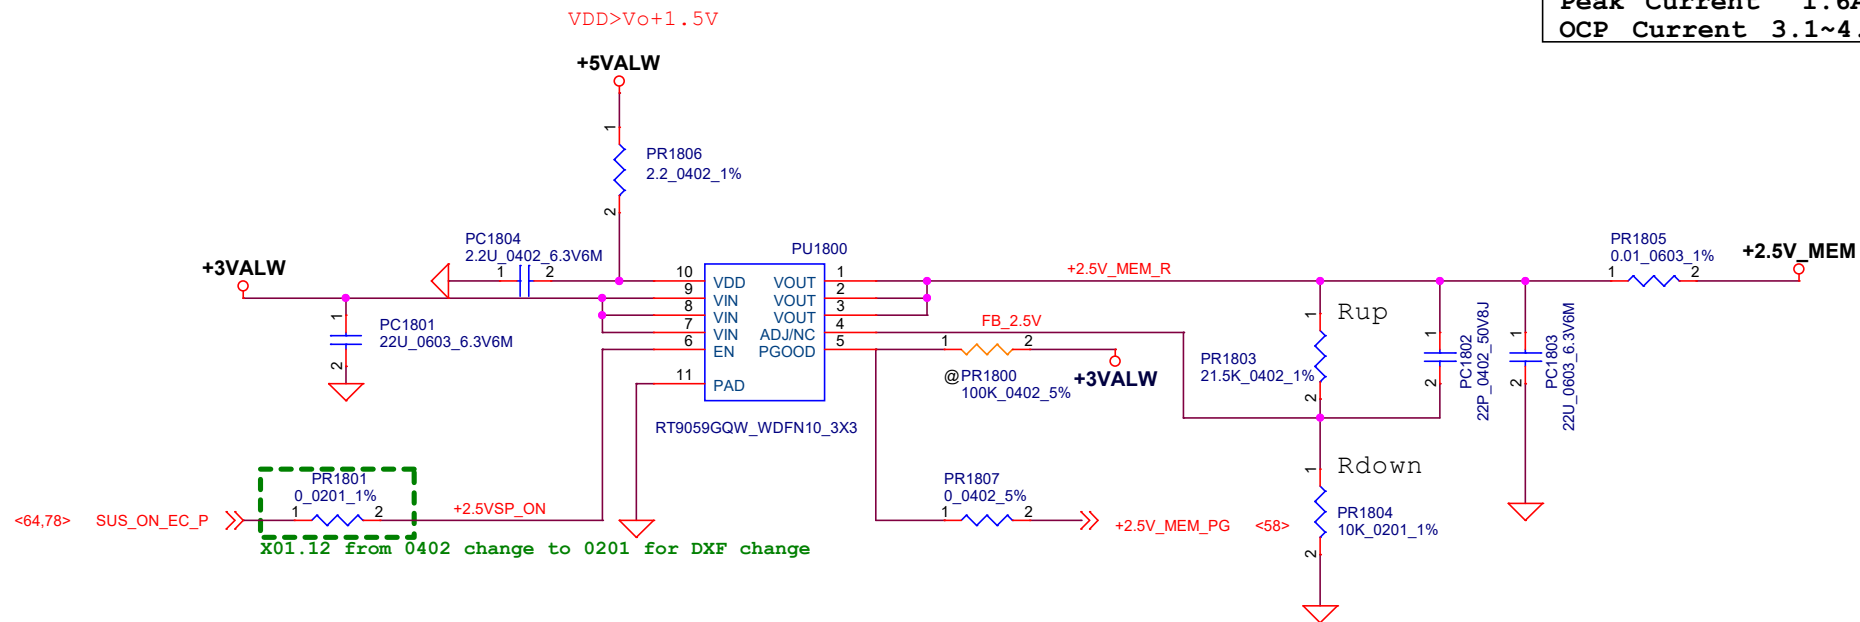 VDD>Vo+1.5V
Peak Current 1.6A
OCP Current 3.1~4.
+5VALW
1
PR1806
2.2_0402_1%
2
PC1804
2.2U_0402_6.3V6M
1 2
+3VALW
1
PC1801
22U_0603_6.3V6M
2
PU1800
10 VDD VOUT 1
9 VIN VOUT 2
8 VIN VOUT 3
7 VIN ADJ/NC 4
6 EN PGOOD 5
11 PAD
RT9059GQW_WDFN10_3X3
+2.5V_MEM_R
FB_2.5V
1 2
@PR1800
100K_0402_5%
+3VALW
PR1805
0.01_0603_1%
1 2
+2.5V_MEM
Rup
1
PR1803
21.5K_0402_1%
2
1
PC1802
22P_0402_50V8J
2
1
PC1803
22U_0603_6.3V6M
2
Rdown
1
PR1804
10K_0201_1%
2
PR1801
0_0201_1%
1 2
<64,78> SUS_ON_EC_P
+2.5VSP_ON
X01.12 from 0402 change to 0201 for DXF change
PR1807
0_0402_5%
1 2
+2.5V_MEM_PG <58>